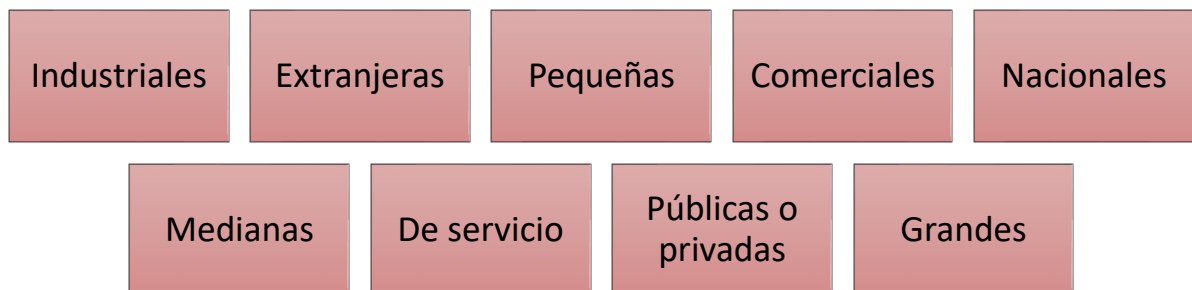 Industriales
Extranjeras
Pequeñas
Comerciales
Nacionales
Medianas
De servicio
Públicas o
privadas
Grandes